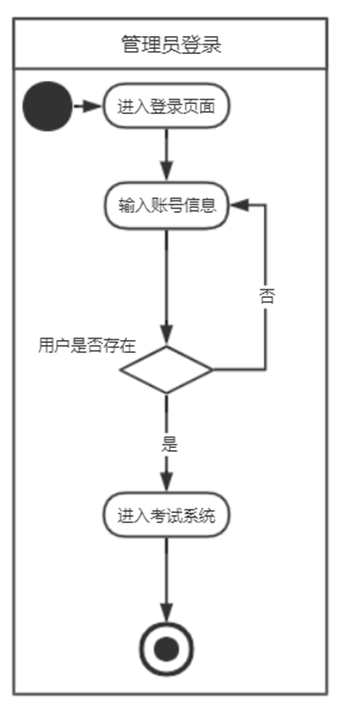 管理员登录
进入登录页面
输入账号信息
否
用户是否存在
是
进入考试系统